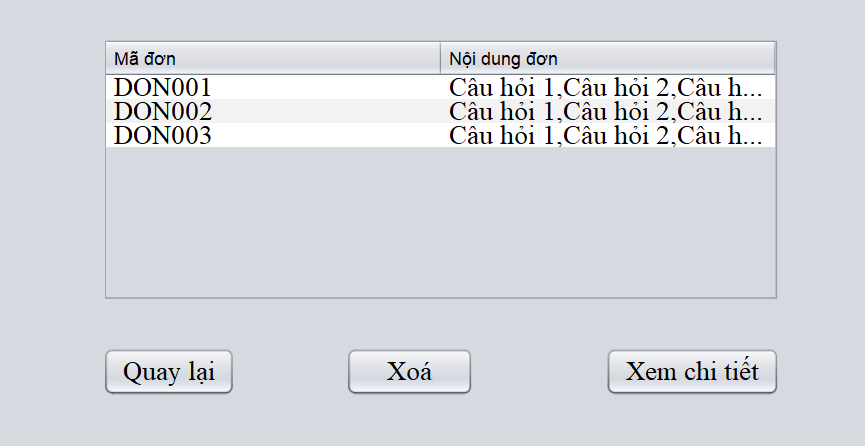 Mã đơn Nội dung đơn
DON001 Câu hỏi 1,Câu hỏi 2,Câu h...
DON002 Câu hỏi 1,Câu hỏi 2,Câu h...
DON003 Câu hỏi 1,Câu hỏi 2,Câu h...
Quay lại Xoá Xem chi tiết